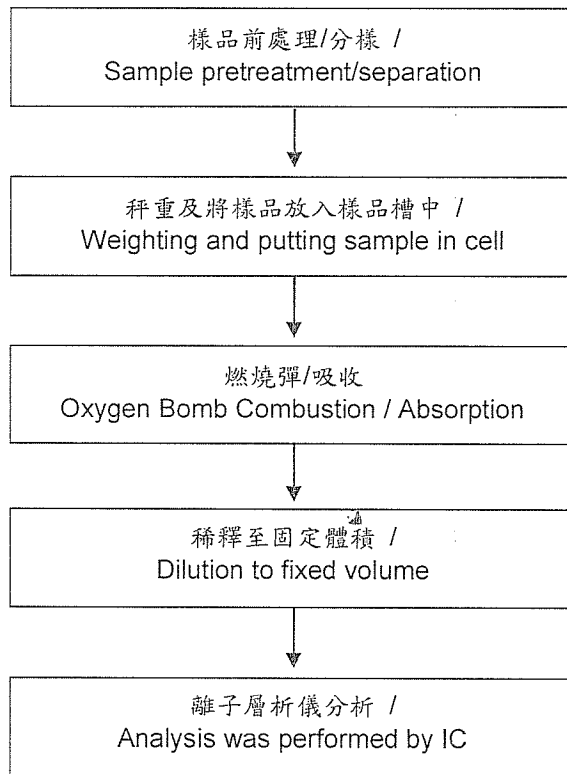 樣品前處理/分樣 /
Sample pretreatment/separation
秤重及將樣品放入樣品槽中 /
Weighting and putting sample in cell
燃燒彈/吸收
Oxygen Bomb Combustion / Absorption
稀釋至固定體積 /
Dilution to fixed volume
離子層析儀分析 /
Analysis was performed by IC